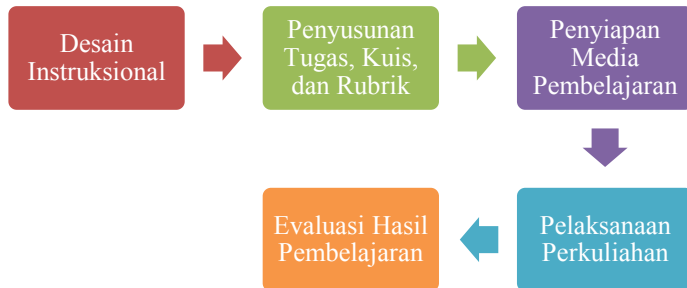 Desain
Instruksional
Penyusunan
Tugas, Kuis,
dan Rubrik
Penyiapan
Media
Pembelajaran
Pelaksanaan
Perkuliahan
Evaluasi Hasil
Pembelajaran